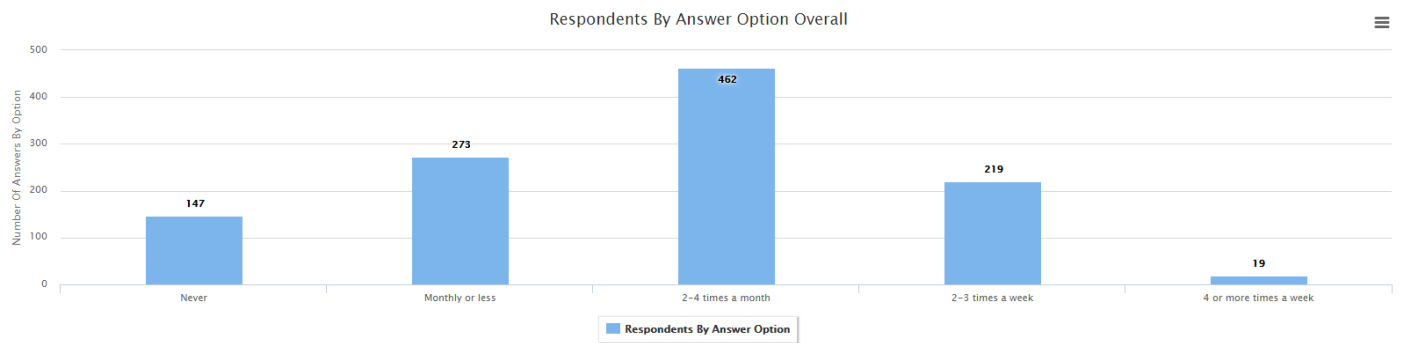 Respondents By Answer Option Overall
Number Of Answers By Option
500
400
300
200
100
0
147
273
462
219
19
Never
Monthly or less
2-4 times a month
2-3 times a week
4 or more times a week
Respondents By Answer Option